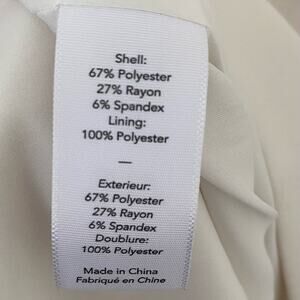 Shell:
67% Polyester
27% Rayon
6% Spandex
Lining:
100% Polyester
—
Exterieur:
67% Polyester
27% Rayon
6% Spandex
Doublure:
100% Polyester
Made in China
Fabriqué en Chine